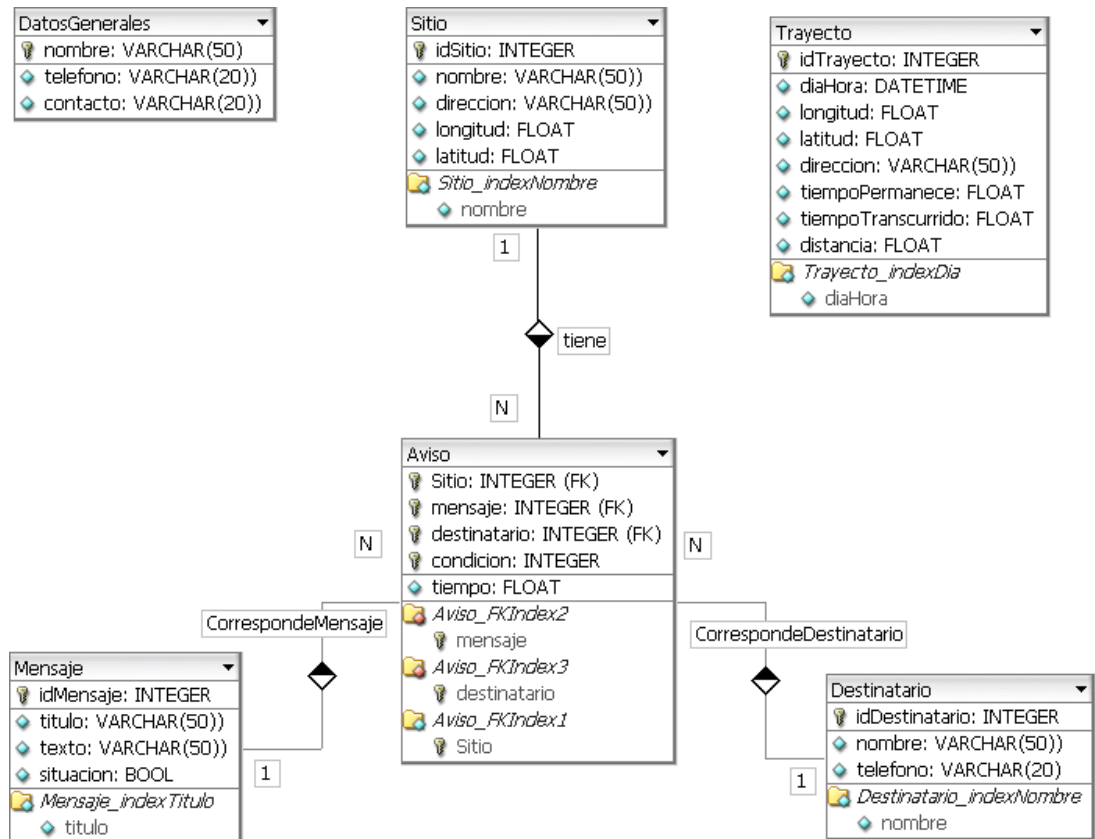 DatosGenerales
nombre: VARCHAR(50)
telefono: VARCHAR(20))
contacto: VARCHAR(20))
Sitio
idSitio: INTEGER
nombre: VARCHAR(50))
direccion: VARCHAR(50))
longitud: FLOAT
latitud: FLOAT
Sitio_indexNombre
nombre
Trayecto
idTrayecto: INTEGER
diaHora: DATETIME
longitud: FLOAT
latitud: FLOAT
direccion: VARCHAR(50))
tiempoPermanece: FLOAT
tiempoTranscurrido: FLOAT
distancia: FLOAT
Trayecto_indexDia
diaHora
1
tiene
N
Aviso
Sitio: INTEGER (FK)
mensaje: INTEGER (FK)
destinatario: INTEGER (FK)
condicion: INTEGER
tiempo: FLOAT
Aviso_FKIndex2
mensaje
Aviso_FKIndex3
destinatario
Aviso_FKIndex1
Sitio
N
N
CorrespondeMensaje
CorrespondeDestinatario
Mensaje
idMensaje: INTEGER
titulo: VARCHAR(50))
texto: VARCHAR(50))
situacion: BOOL
Mensaje_indexTitulo
titulo
1
1
Destinatario
idDestinatario: INTEGER
nombre: VARCHAR(50))
telefono: VARCHAR(20)
Destinatario_indexNombre
nombre